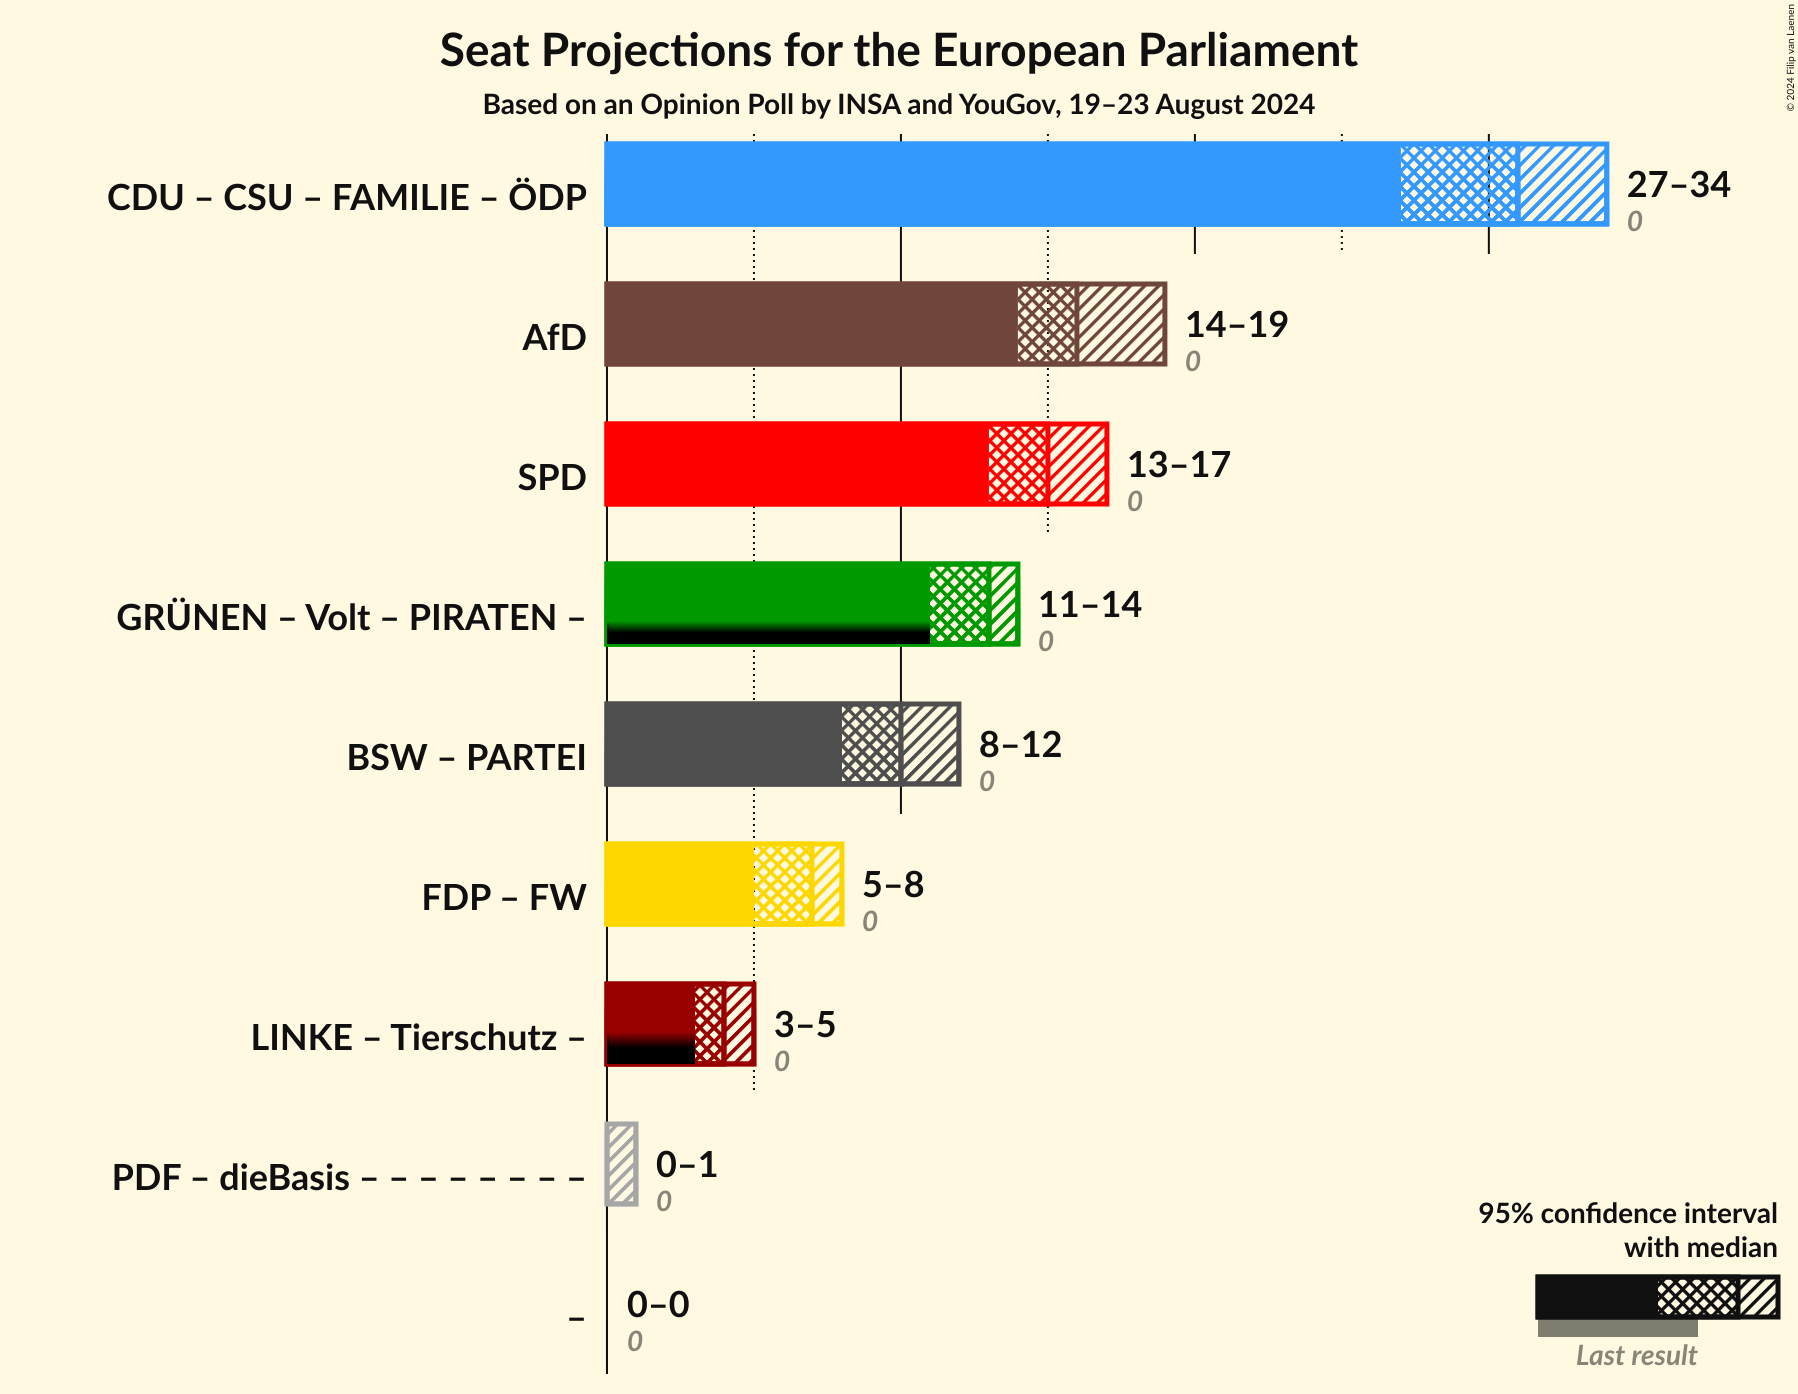 Seat Projections for the European Parliament
Based on an Opinion Poll by INSA and YouGov, 19–23 August 2024
© 2024 Filip van Laenen
CDU – CSU – FAMILIE – ÖDP
27–34
0
AfD
14–19
0
SPD
13–17
0
GRÜNEN – Volt – PIRATEN –
11–14
0
BSW – PARTEI
8–12
0
FDP – FW
5–8
0
LINKE – Tierschutz –
3–5
0
PDF – dieBasis – – – – – – – –
0–1
0
–
0–0
0
95% confidence interval
with median
Last result